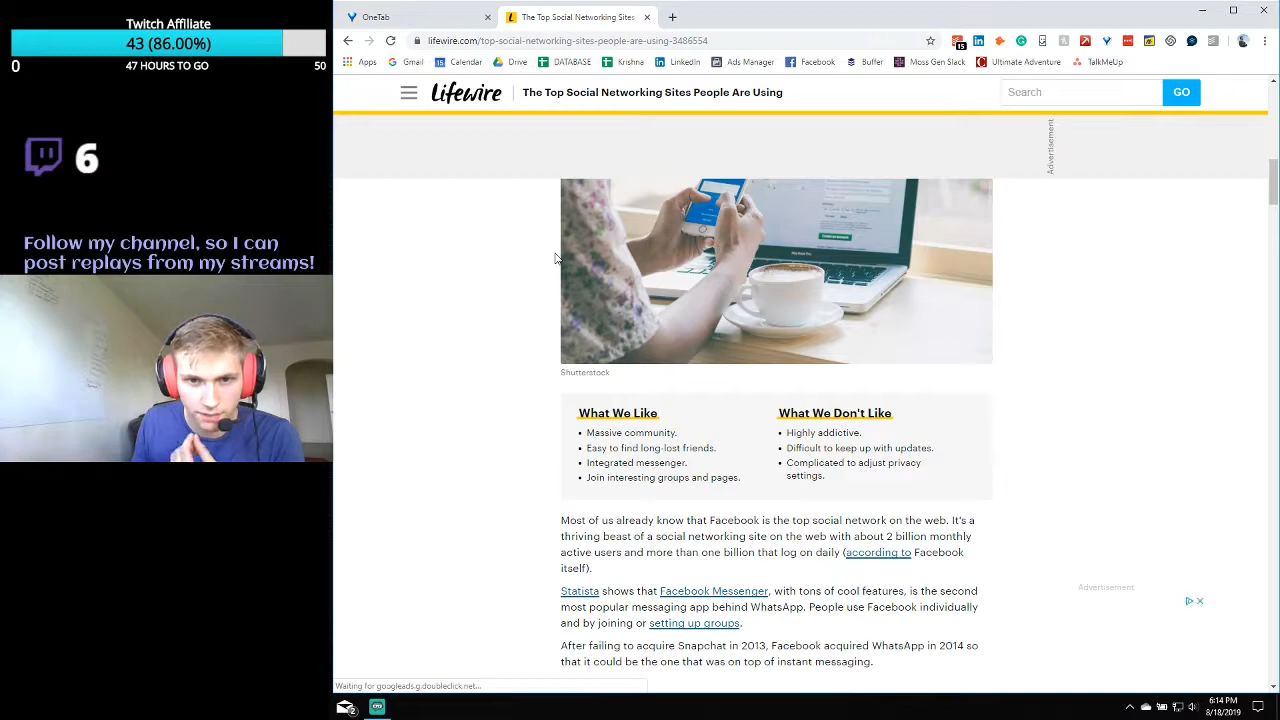 Twitch Affiliate
43 (86.00%)
0
47 HOURS TO GO
50
6
Follow my channel, so I can
post replays from my streams!
OneTab
The Top Social Networking Sites
lifewire.com/top-social-networking-sites-people-are-using-3486554
15
Apps
Gmail
15
Calendar
Drive
DATABASE
Krishna
LinkedIn
Ad Manager
Facebook
Buffer
Moss Gen Slack
Ultimate Adventure
TalkMeUp
Lifewire
The Top Social Networking Sites People Are Using
Search
GO
Advertisement
Shutterstock
What We Like
Massive community.
Easy to find long-lost friends.
Integrated messenger.
Join interesting groups and pages.
What We Don't Like
Highly addictive.
Difficult to keep up with updates.
Complicated to adjust privacy
settings.
Most of us already know that Facebook is the top social network on the web. It's a
thriving beast of a social networking site on the web with about 2 billion monthly
active users and more than one billion that log on daily (according to Facebook
itself).
Statista shows that Facebook Messenger, with tons of cool features, is the second
most popular messaging app behind WhatsApp. People use Facebook individually
and by joining or setting up groups.
After failing to acquire Snapchat in 2013, Facebook acquired WhatsApp in 2014 so
that it could be the one that was on top of instant messaging.
Advertisement
Waiting for googleads.g.doubleclick.net...
2
6:14 PM
8/18/2019